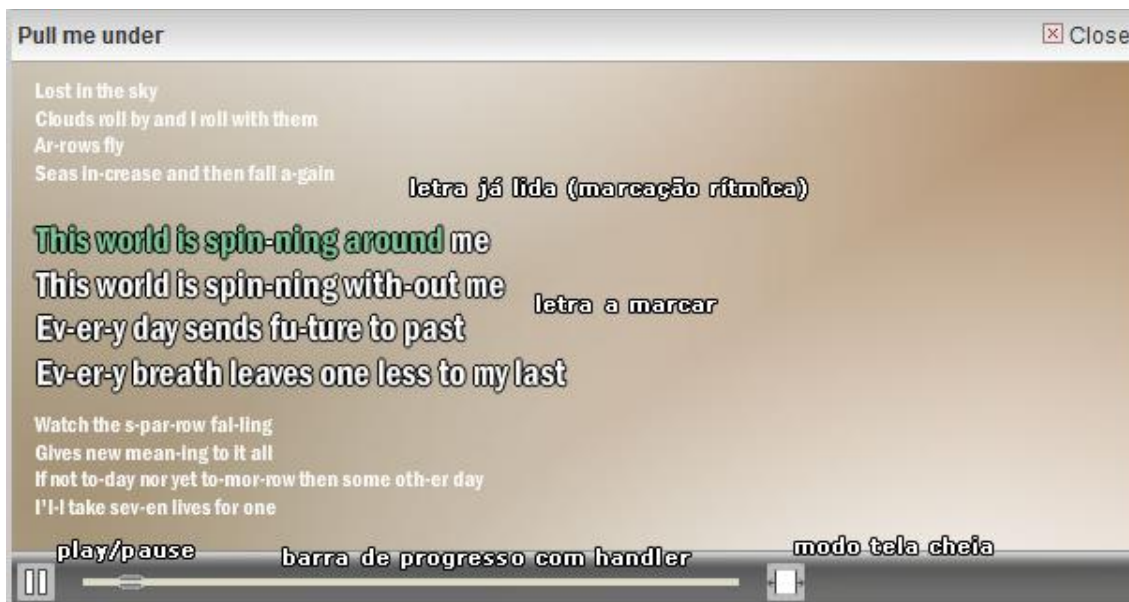 Pull me under
Close
Lost in the sky
Clouds roll by and I roll with them
Ar-rows fly
Seas in-crease and then fall a-gain
letra já lida (marcação rítmica)
This world is spin-ning around me
This world is spin-ning with-out me
letra a marcar
Ev-er-y day sends fu-ture to past
Ev-er-y breath leaves one less to my last
Watch the s-par-row fal-ling
Gives new mean-ing to it all
If not to-day nor yet to-mor-row then some oth-er day
I'l-l take sev-en lives for one
play/pause
barra de progresso com handler
modo tela cheia